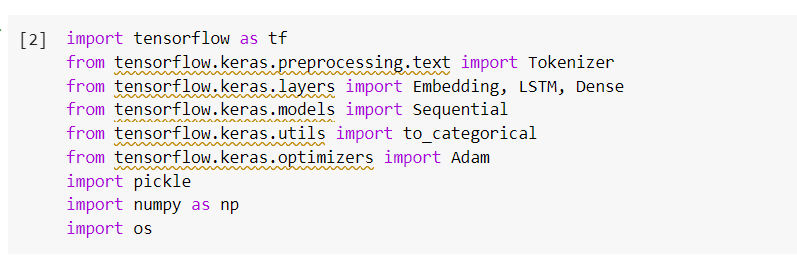 [2] import tensorflow as tf
from tensorflow.keras.preprocessing.text import Tokenizer
from tensorflow.keras.layers import Embedding, LSTM, Dense
from tensorflow.keras.models import Sequential
from tensorflow.keras.utils import to_categorical
from tensorflow.keras.optimizers import Adam
import pickle
import numpy as np
import os